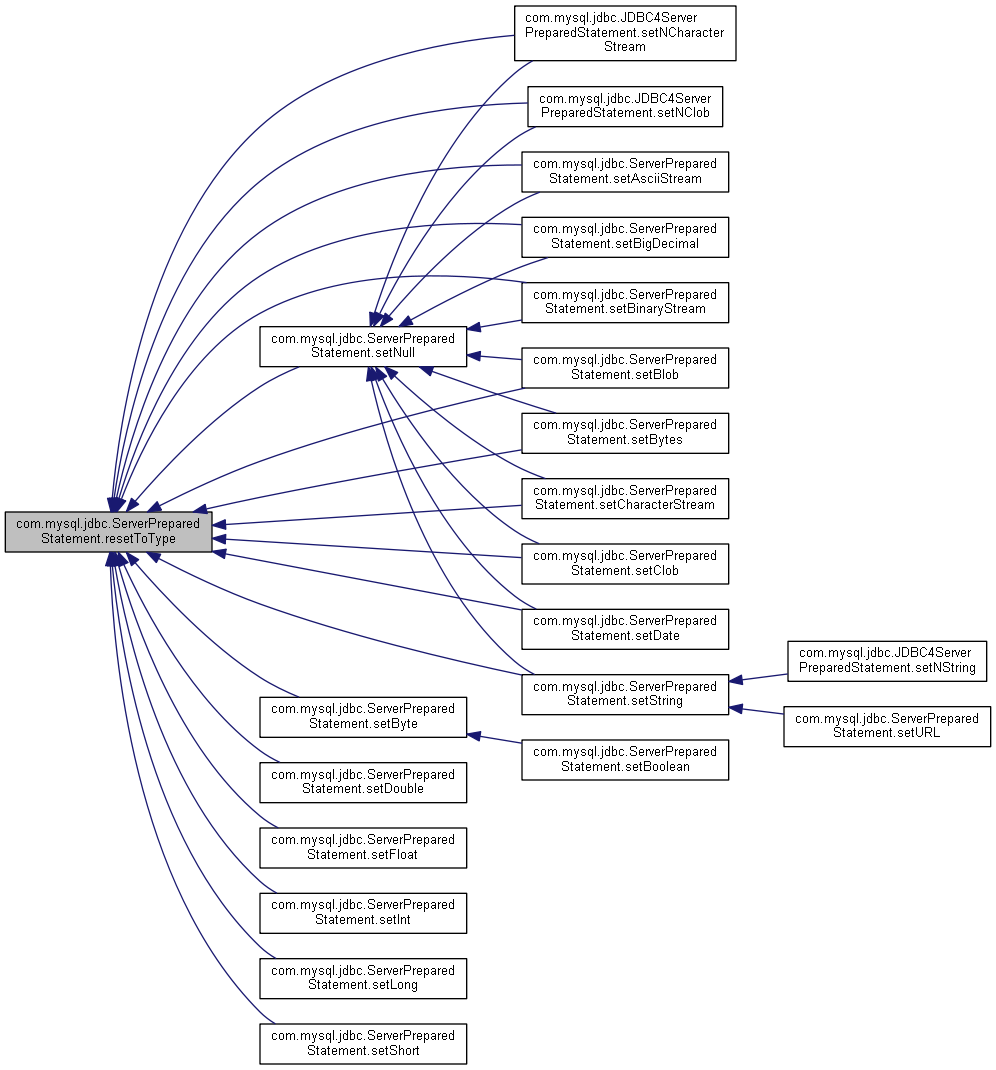 com.mysql.jdbc.JDBC4Server
PreparedStatement.setNCharacter
Stream
com.mysql.jdbc.JDBC4Server
PreparedStatement.setNClob
com.mysql.jdbc.ServerPrepared
Statement.setAsciiStream
com.mysql.jdbc.ServerPrepared
Statement.setBigDecimal
com.mysql.jdbc.ServerPrepared
Statement.setBinaryStream
com.mysql.jdbc.ServerPrepared
Statement.setNull
com.mysql.jdbc.ServerPrepared
Statement.setBlob
com.mysql.jdbc.ServerPrepared
Statement.setBytes
com.mysql.jdbc.ServerPrepared
Statement.setCharacterStream
com.mysql.jdbc.ServerPrepared
Statement.resetToType
com.mysql.jdbc.ServerPrepared
Statement.setClob
com.mysql.jdbc.ServerPrepared
Statement.setDate
com.mysql.jdbc.JDBC4Server
PreparedStatement.setNString
com.mysql.jdbc.ServerPrepared
Statement.setString
com.mysql.jdbc.ServerPrepared
Statement.setByte
com.mysql.jdbc.ServerPrepared
Statement.setURL
com.mysql.jdbc.ServerPrepared
Statement.setBoolean
com.mysql.jdbc.ServerPrepared
Statement.setDouble
com.mysql.jdbc.ServerPrepared
Statement.setFloat
com.mysql.jdbc.ServerPrepared
Statement.setInt
com.mysql.jdbc.ServerPrepared
Statement.setLong
com.mysql.jdbc.ServerPrepared
Statement.setShort